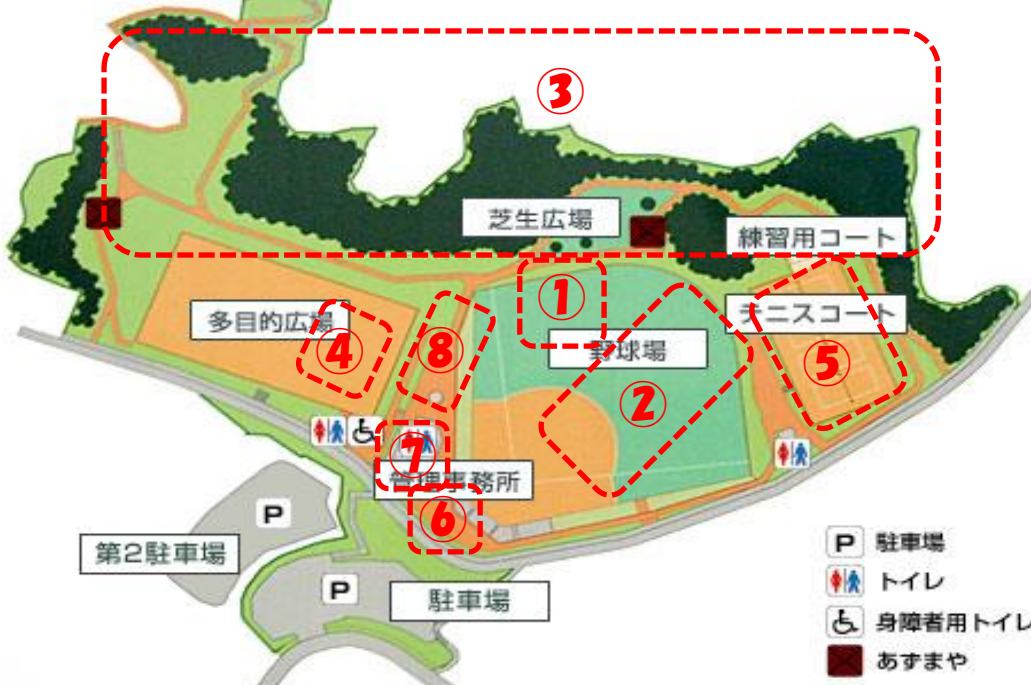 ③
芝生広場
練習用コート
①
多目的広場
テニスコート
④
⑧
野球場
⑤
②
⑦
管理事務所
⑥
P
第2駐車場
P
駐車場
P 駐車場
トイレ
身障者用トイレ
あずまや